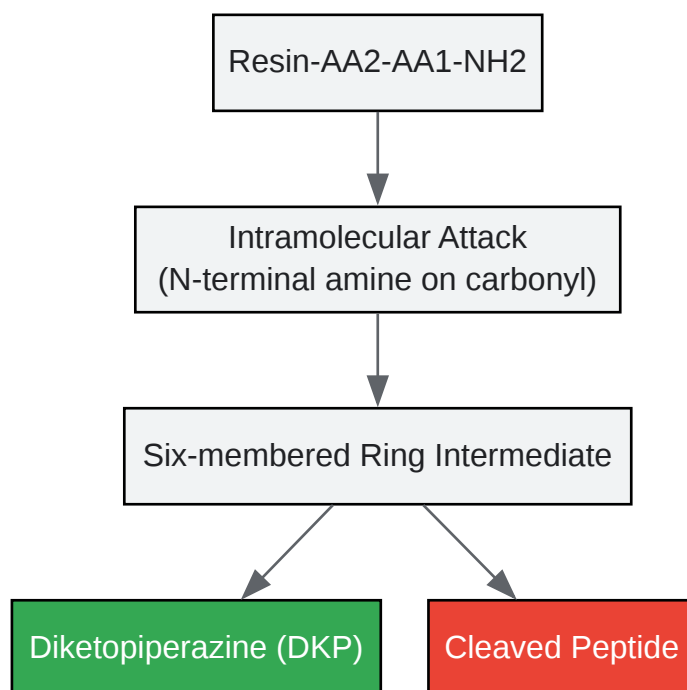 Resin-AA2-AA1-NH2
Intramolecular Attack
(N-terminal amine on carbonyl)
Six-membered Ring Intermediate
Diketopiperazine (DKP)
Cleaved Peptide